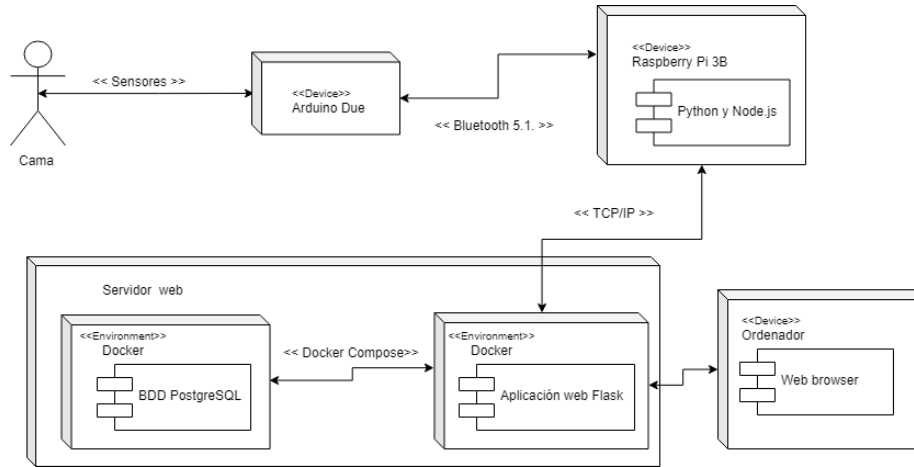 <<Device>>
Raspberry Pi 3B
Python y Node.js
<< Sensores >>
<<Device>>
Arduino Due
<< Bluetooth 5.1. >>
Cama
<< TCP/IP >>
Servidor web
<<Environment>>
Docker
BDD PostgreSQL
<< Docker Compose>>
<<Environment>>
Docker
Aplicación web Flask
<<Device>>
Ordenador
Web browser